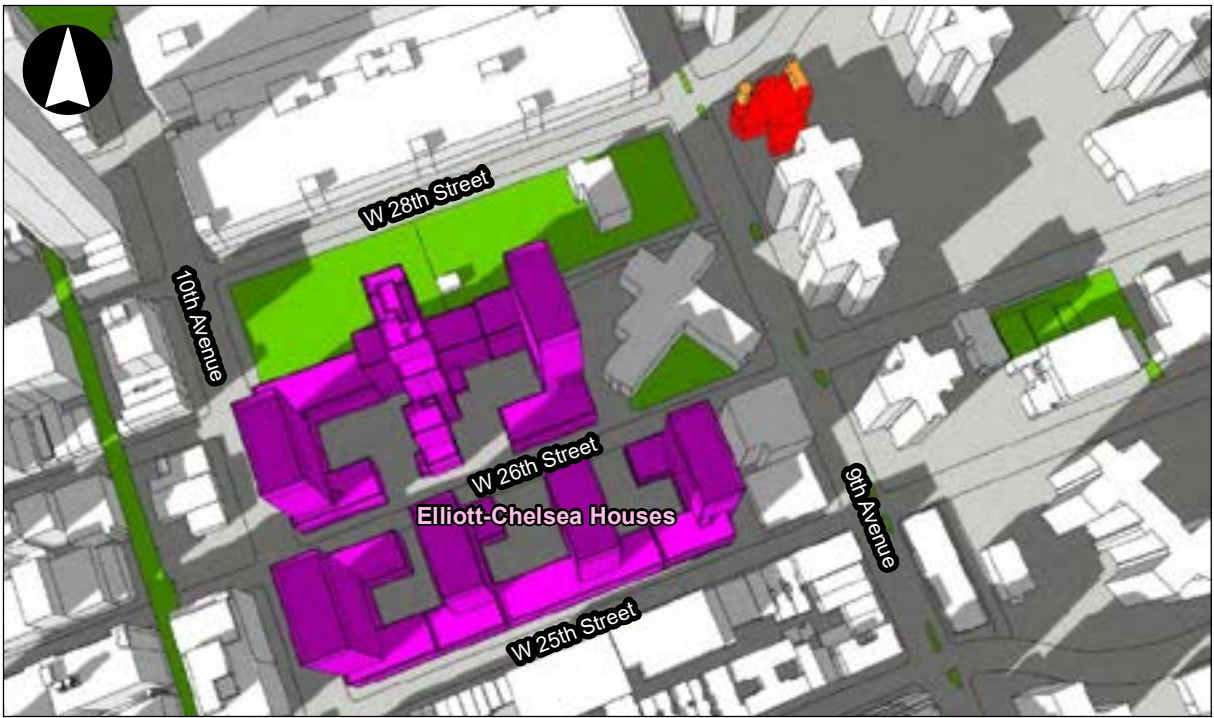 W 28th Street
10th Avenue
W 26th Street
Elliott-Chelsea Houses
9th Avenue
W 25th Street